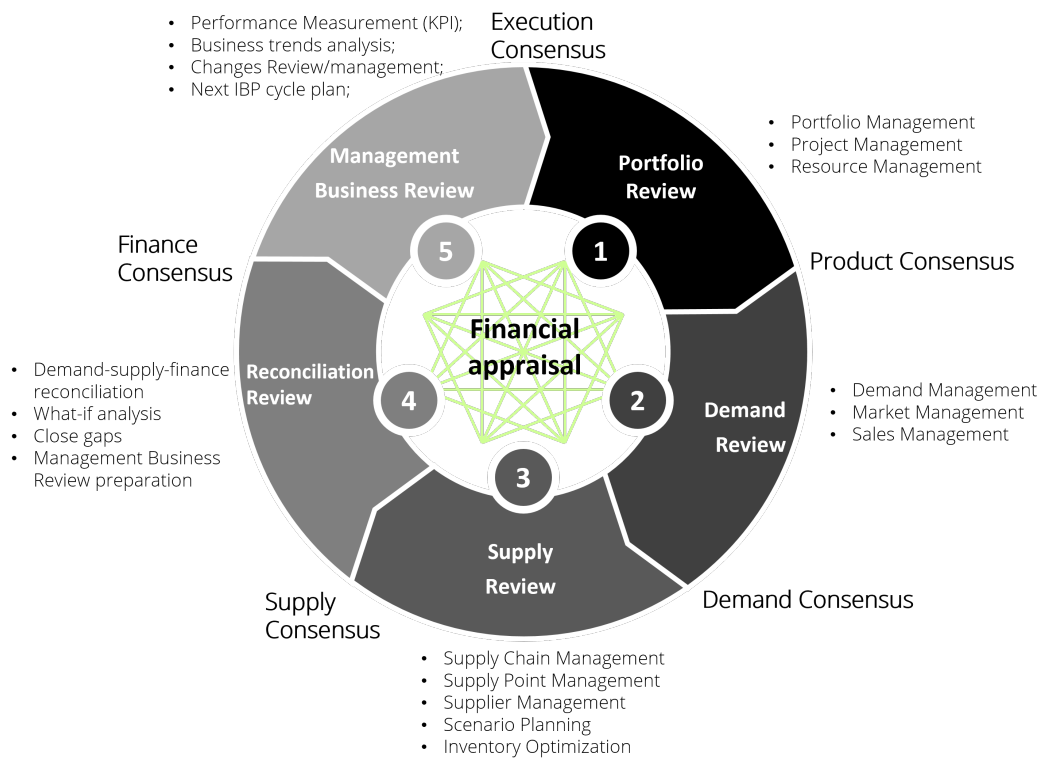 • Performance Measurement (KPI);
• Business trends analysis;
• Changes Review/management;
• Next IBP cycle plan;
Execution
Consensus
• Portfolio Management
• Project Management
• Resource Management
Management
Business Review
Portfolio
Review
5
1
Finance
Consensus
Product Consensus
Financial
appraisal
• Demand-supply-finance
reconciliation
• What-if analysis
• Close gaps
• Management Business
Review preparation
Reconciliation
Review
4
2
Demand
Review
• Demand Management
• Market Management
• Sales Management
3
Supply
Review
Supply
Consensus
Demand Consensus
• Supply Chain Management
• Supply Point Management
• Supplier Management
• Scenario Planning
• Inventory Optimization